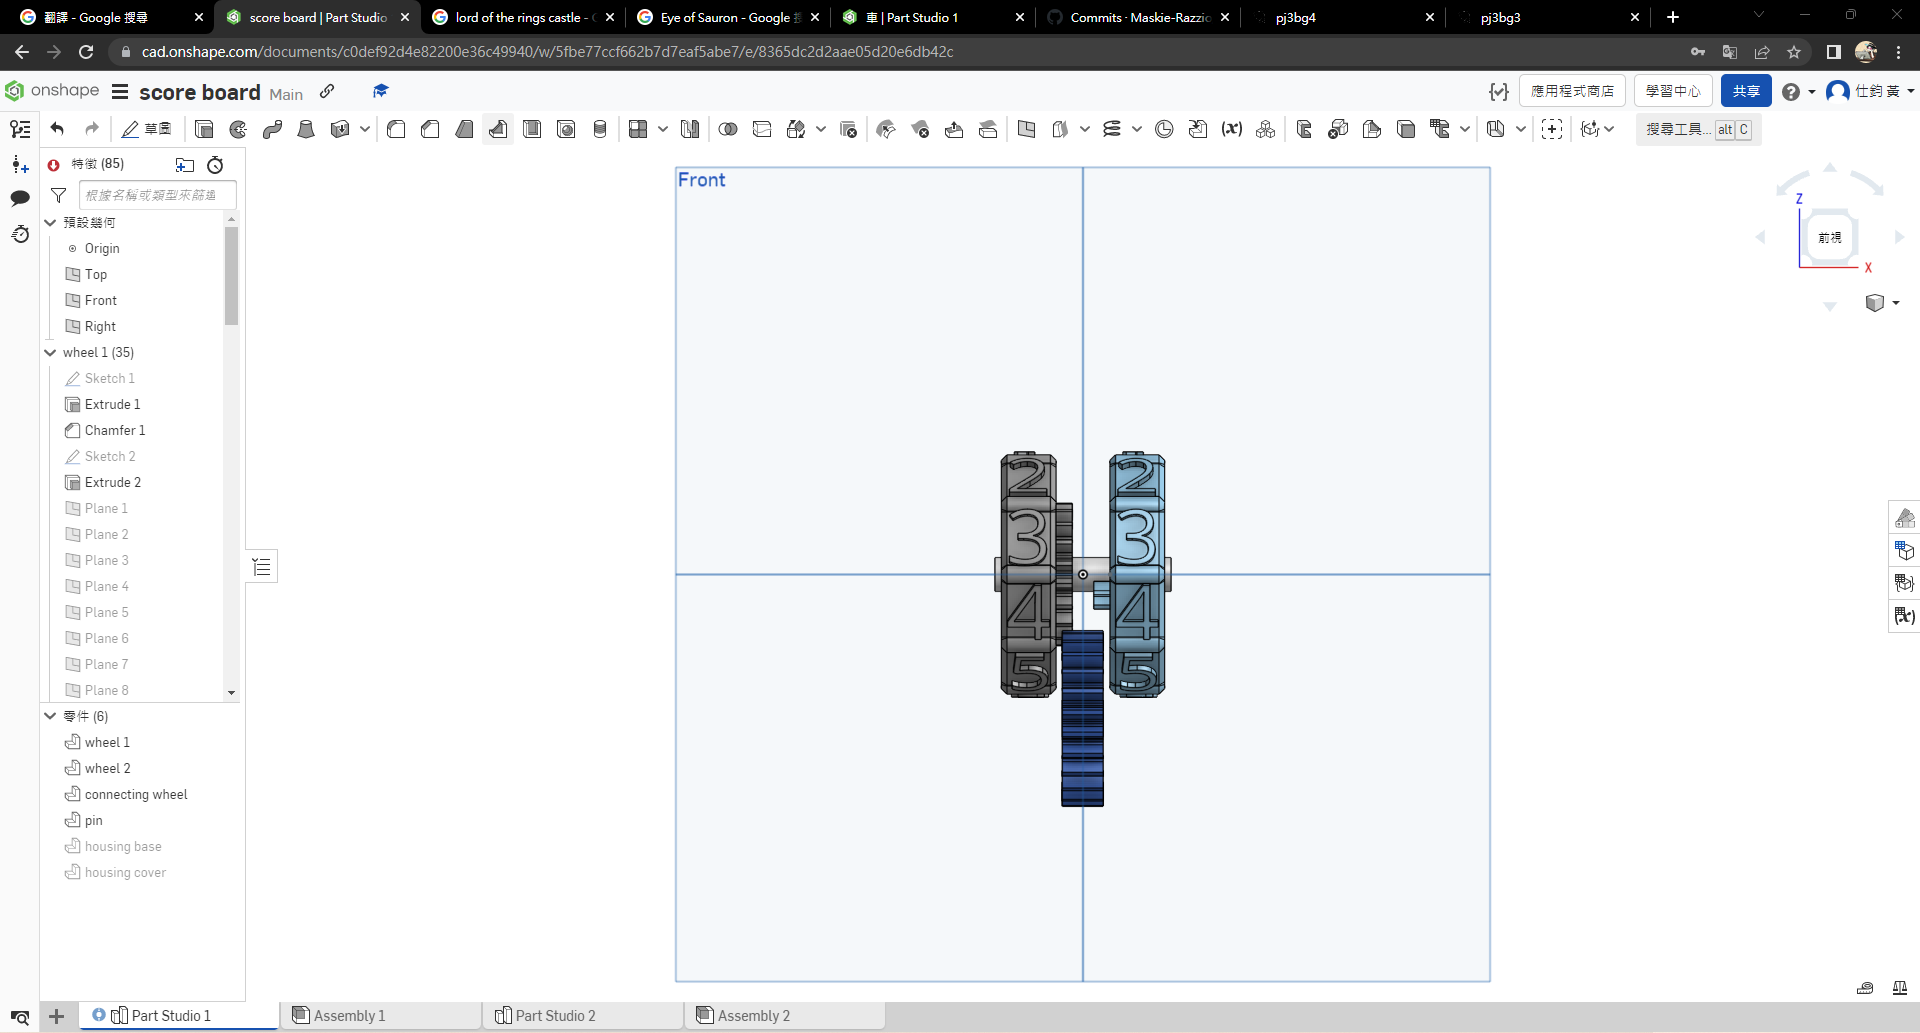 翻譯 - Google 搜尋
score board | Part Studio
lord of the rings castle -
Eye of Sauron - Google
車 | Part Studio 1
Commits · Maskie-Razzio
pj3bg4
pj3bg3
cad.onshape.com/documents/c0def92d4e82200e36c49940/w/5fbe77ccf662b7d7eaf5abe7/e/8365dc2d2aae05d20e6db42c
onshape
score board Main
應用程式商店
學習中心
共享
仕鈞 黃
草圖
(x)
搜尋工具... alt C
特徵 (85)
根據名稱或類型來篩
預設幾何
Origin
Top
Front
Right
wheel 1 (35)
Sketch 1
Extrude 1
Chamfer 1
Sketch 2
Extrude 2
Plane 1
Plane 2
Plane 3
Plane 4
Plane 5
Plane 6
Plane 7
Plane 8
零件 (6)
wheel 1
wheel 2
connecting wheel
pin
housing base
housing cover
Front
2 2
3 3
4 4
5 5
Z
前視
X
(x)
Part Studio 1
Assembly 1
Part Studio 2
Assembly 2